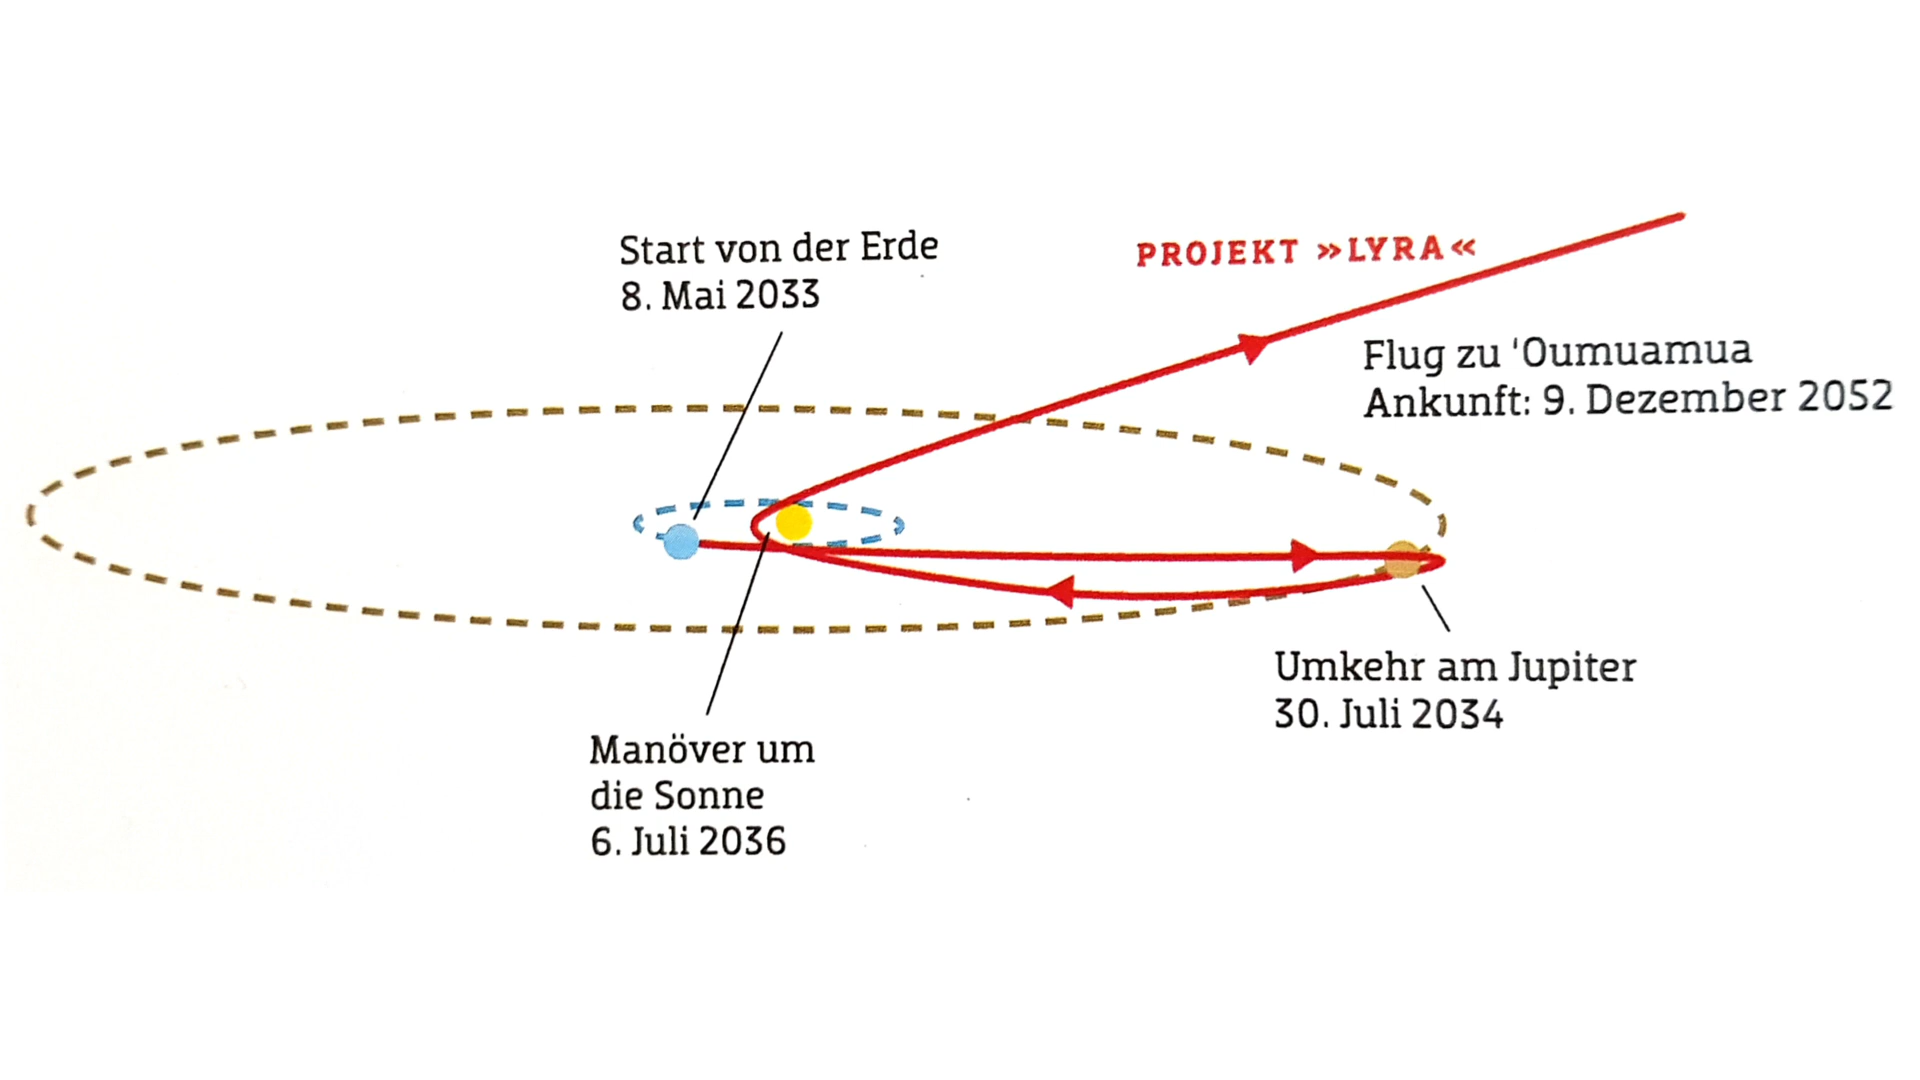 Start von der Erde
8. Mai 2033
PROJEKT »LYRA«
Flug zu 'Oumuamua
Ankunft: 9. Dezember 2052
Umkehr am Jupiter
30. Juli 2034
Manöver um
die Sonne
6. Juli 2036